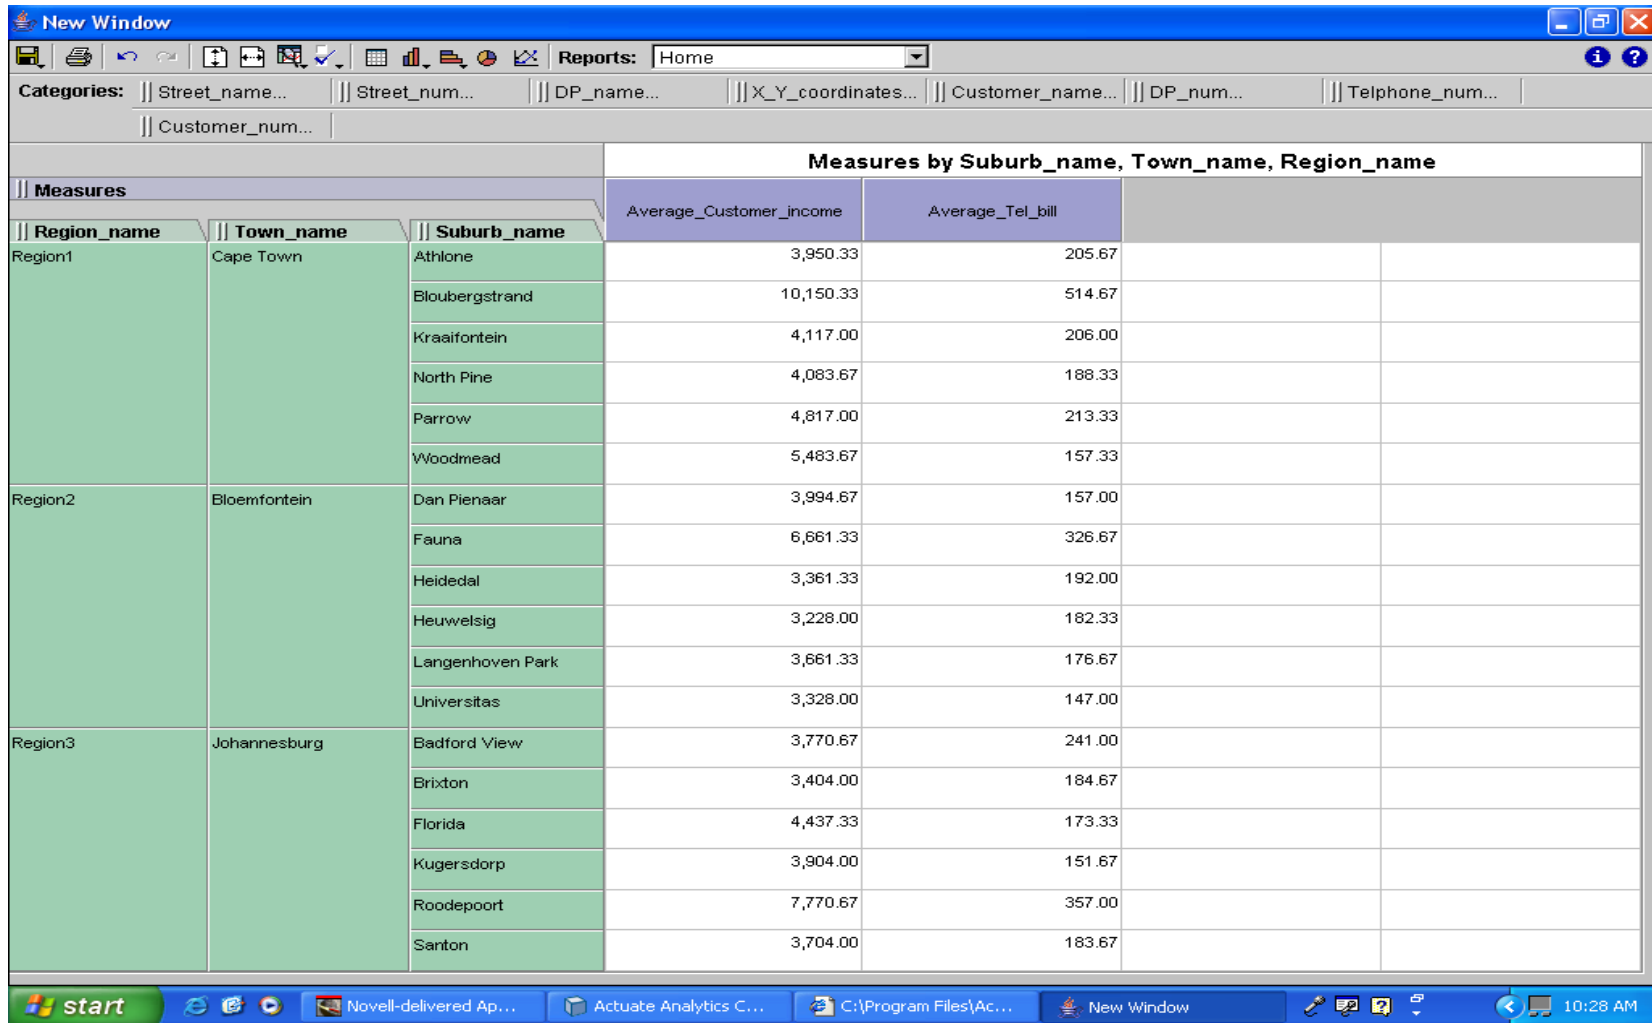 New Window
Reports: Home
Categories: Street_name... Street_num... DP_name... X_Y_coordinates... Customer_name... DP_num... Telphone_num...
Customer_num...
Measures by Suburb_name, Town_name, Region_name
Measures
Average_Customer_income Average_Tel_bill
Region_name Town_name Suburb_name
Region1 Cape Town Athlone 3,950.33 205.67
Bloubergstrand 10,150.33 514.67
Kraaifontein 4,117.00 206.00
North Pine 4,083.67 188.33
Parrow 4,817.00 213.33
Woodmead 5,483.67 157.33
Region2 Bloemfontein Dan Pienaar 3,994.67 157.00
Fauna 6,661.33 326.67
Heidedal 3,361.33 192.00
Heuwelsig 3,228.00 182.33
Langenhoven Park 3,661.33 176.67
Universitas 3,328.00 147.00
Region3 Johannesburg Badford View 3,770.67 241.00
Brixton 3,404.00 184.67
Florida 4,437.33 173.33
Kugersdorp 3,904.00 151.67
Roodepoort 7,770.67 357.00
Santon 3,704.00 183.67
start Novell-delivered Ap... Actuate Analytics C... C:\Program Files\Ac... New Window 10:28 AM